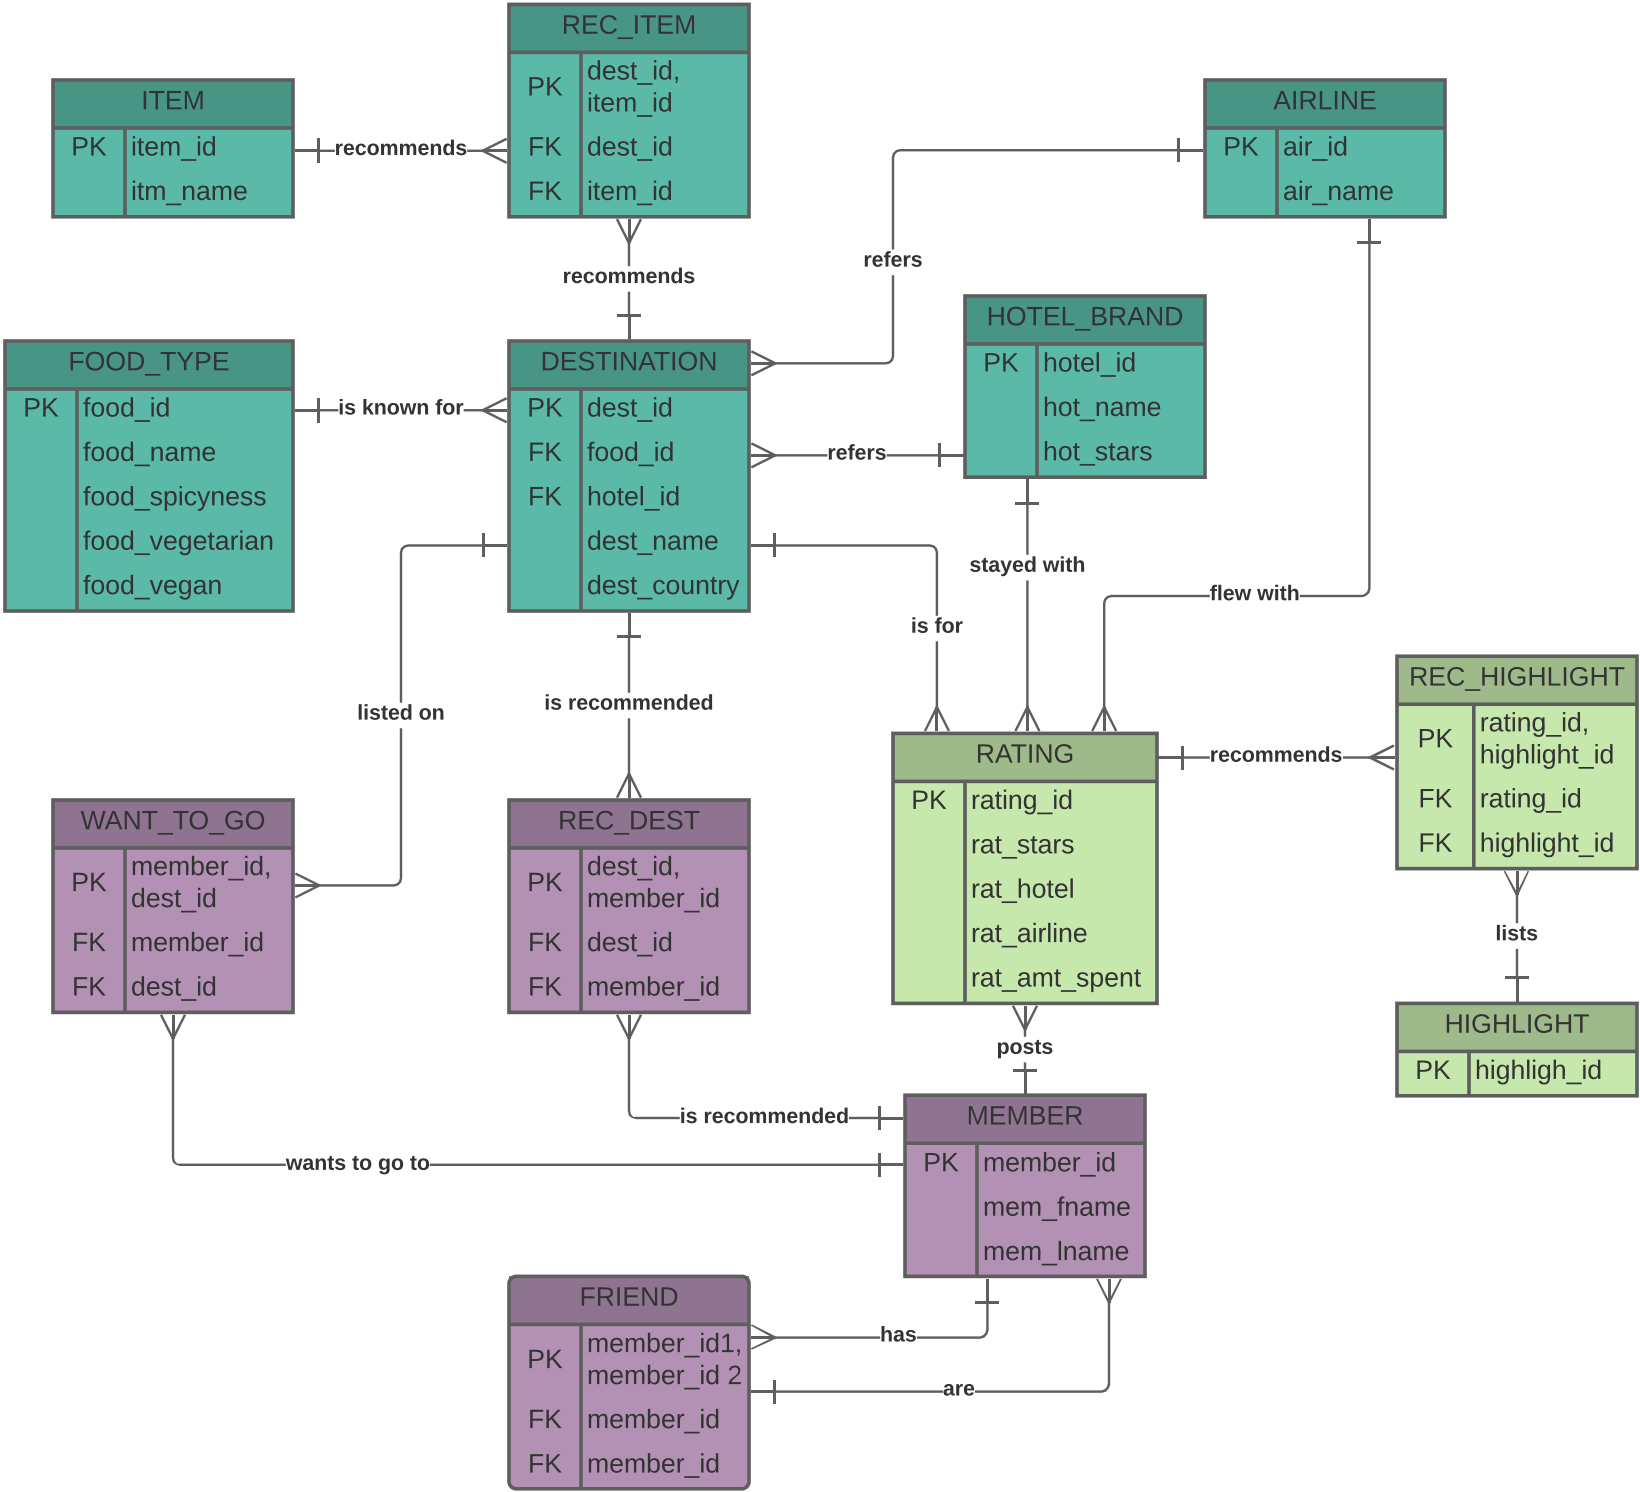 REC_ITEM
PK
dest_id,
item_id
FK
dest_id
FK
item_id
ITEM
PK
item_id
itm_name
recommends
AIRLINE
PK
air_id
air_name
recommends
refers
HOTEL_BRAND
PK
hotel_id
hot_name
hot_stars
FOOD_TYPE
PK
food_id
food_name
food_spicyness
food_vegetarian
food_vegan
is known for
DESTINATION
PK
dest_id
FK
food_id
FK
hotel_id
dest_name
dest_country
refers
stayed with
flew with
is for
listed on
is recommended
REC_HIGHLIGHT
PK
rating_id,
highlight_id
FK
rating_id
FK
highlight_id
RATING
PK
rating_id
rat_stars
rat_hotel
rat_airline
rat_amt_spent
recommends
WANT_TO_GO
PK
member_id,
dest_id
FK
member_id
FK
dest_id
REC_DEST
PK
dest_id,
member_id
FK
dest_id
FK
member_id
lists
HIGHLIGHT
PK
highligh_id
posts
is recommended
wants to go to
MEMBER
PK
member_id
mem_fname
mem_lname
FRIEND
PK
member_id1,
member_id 2
FK
member_id
FK
member_id
has
are